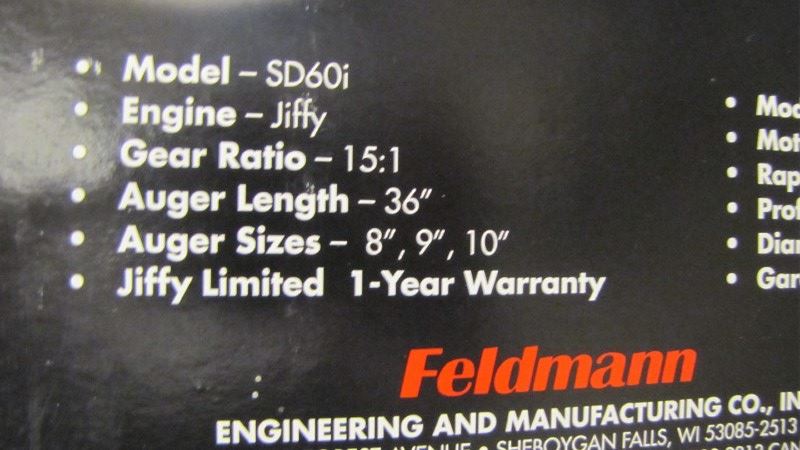 • Model – SD60i
• Engine – Jiffy
• Gear Ratio – 15:1
• Auger Length – 36"
• Auger Sizes – 8", 9", 10"
• Jiffy Limited 1-Year Warranty
Feldmann
ENGINEERING AND MANUFACTURING CO.,
AVENUE • SHEBOYGAN FALLS, WI 53085-2513